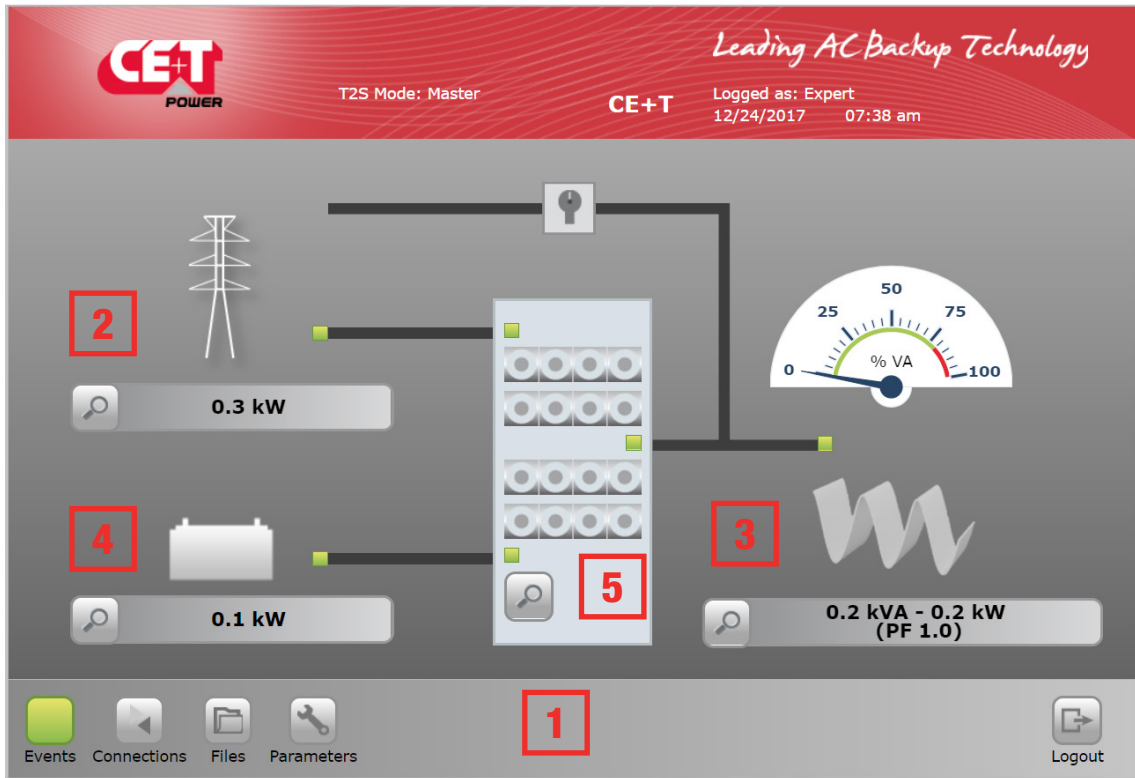 CE+T
POWER
Leading AC Backup Technology
T2S Mode: Master
CE+T
Logged as: Expert
12/24/2017 07:38 am
2
0.3 kW
0
25
50
75
100
% VA
4
0.1 kW
5
3
0.2 kVA - 0.2 kW
(PF 1.0)
1
Events
Connections
Files
Parameters
Logout